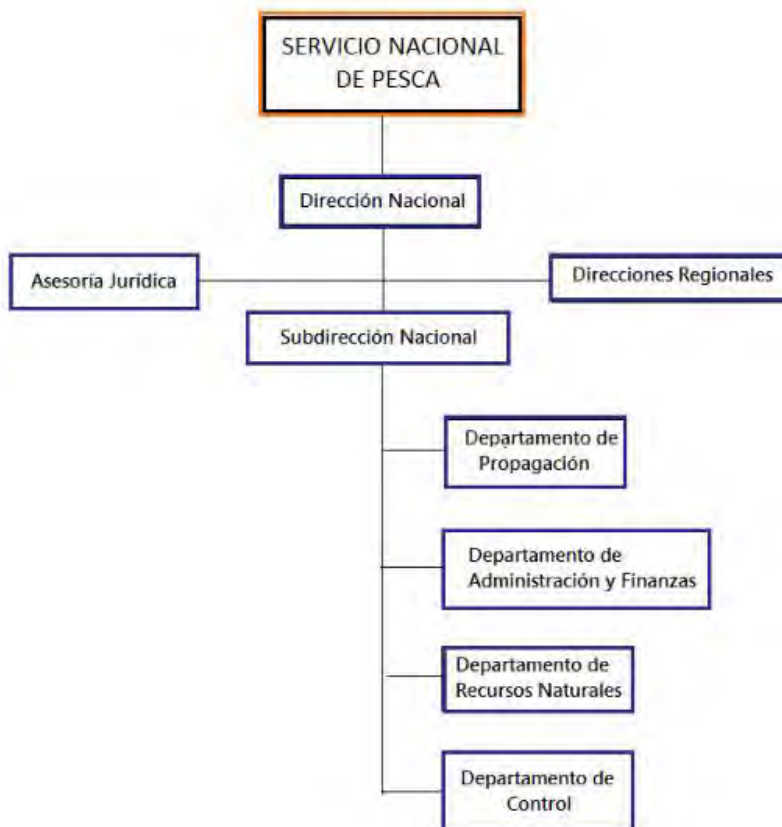 SERVICIO NACIONAL
DE PESCA
Dirección Nacional
Asesoría Jurídica
Direcciones Regionales
Subdirección Nacional
Departamento de
Propagación
Departamento de
Administración y Finanzas
Departamento de
Recursos Naturales
Departamento de
Control